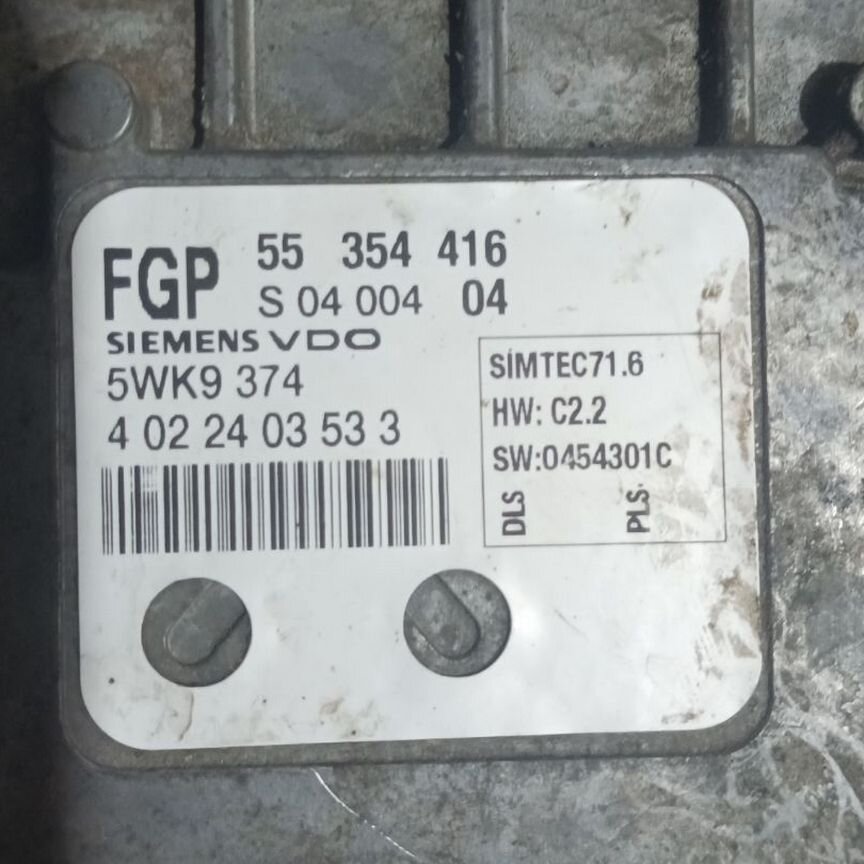 FGP 55 354 416
S 04 004 04
SIEMENS VDO
5WK9 374
4 02 24 03 53 3
SIMTEC71.6
HW: C2.2
SW:0454301C
DLS PLS